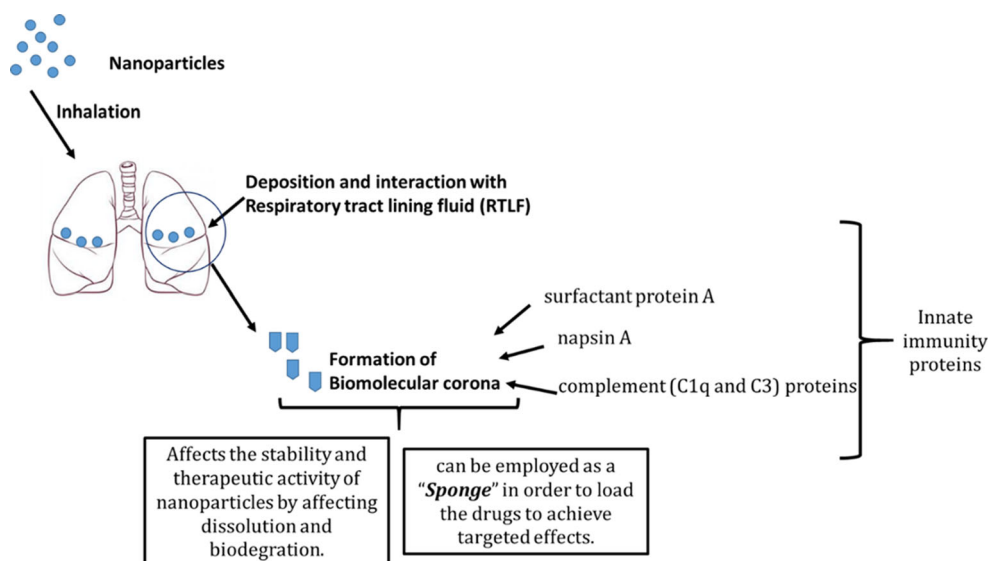 Nanoparticles
Inhalation
Deposition and interaction with
Respiratory tract lining fluid (RTLF)
surfactant protein A
napsin A
complement (C1q and C3) proteins
Innate
immunity
proteins
Formation of
Biomolecular corona
Affects the stability and
therapeutic activity of
nanoparticles by affecting
dissolution and
biodegration.
can be employed as a
“Sponge” in order to load
the drugs to achieve
targeted effects.